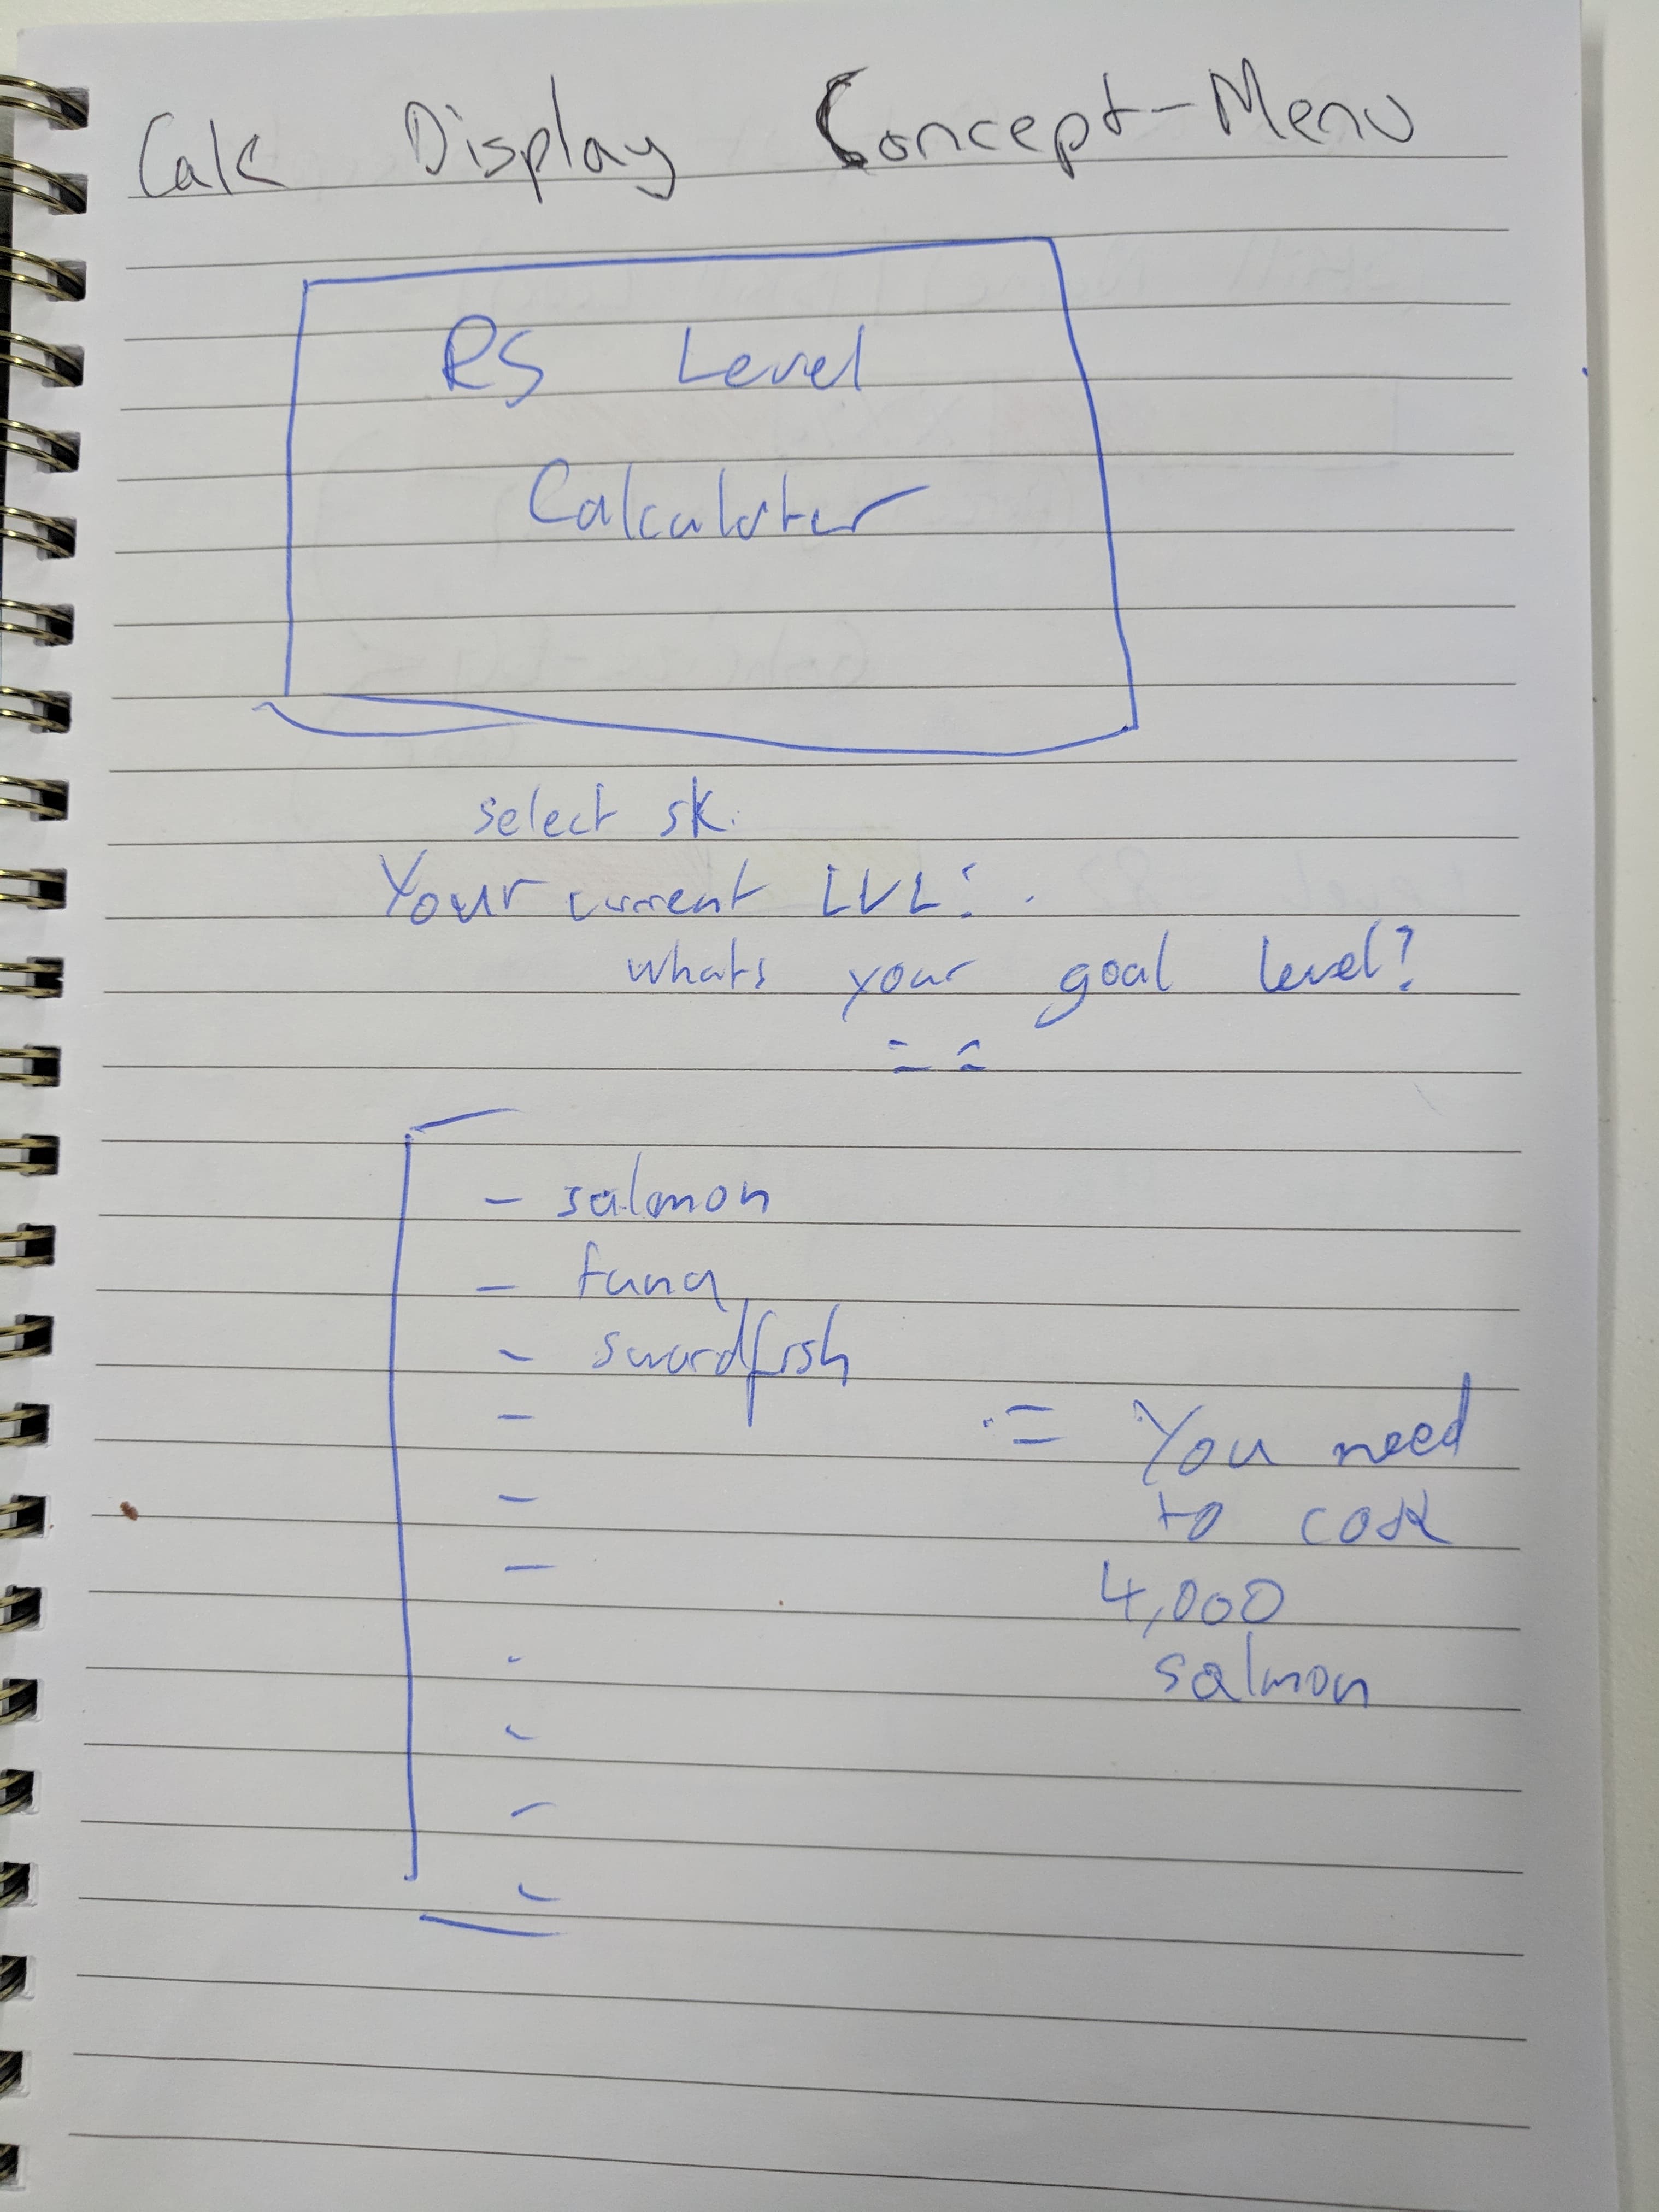 Calc Display Concept-Menu
RS Level
Calculater
select sk.
Your current LVL:
whats your goal level?
= =
- salmon
- tuna
- swordfish
-
-
-
-
-
-
-
= You need
to cook
4,000
salmon